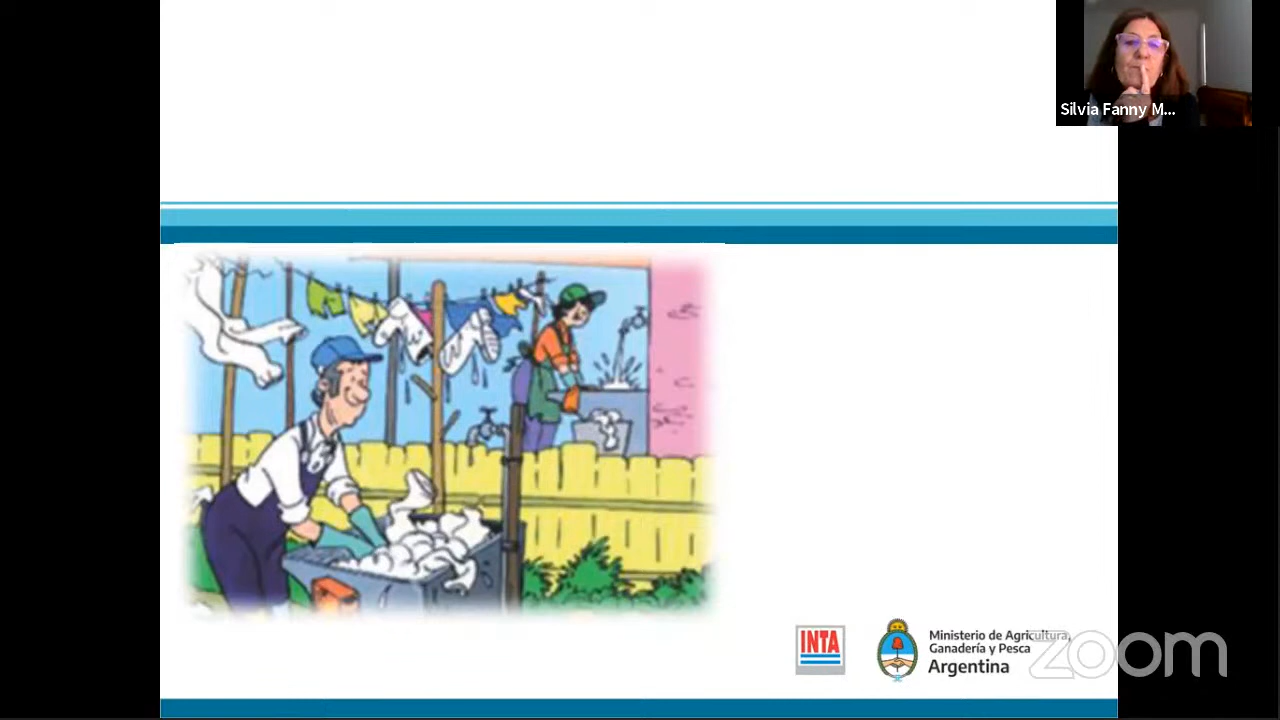 Silvia Fanny M...
INTA
Ministerio de Agricultura,
Ganadería y Pesca
Argentina
zoom